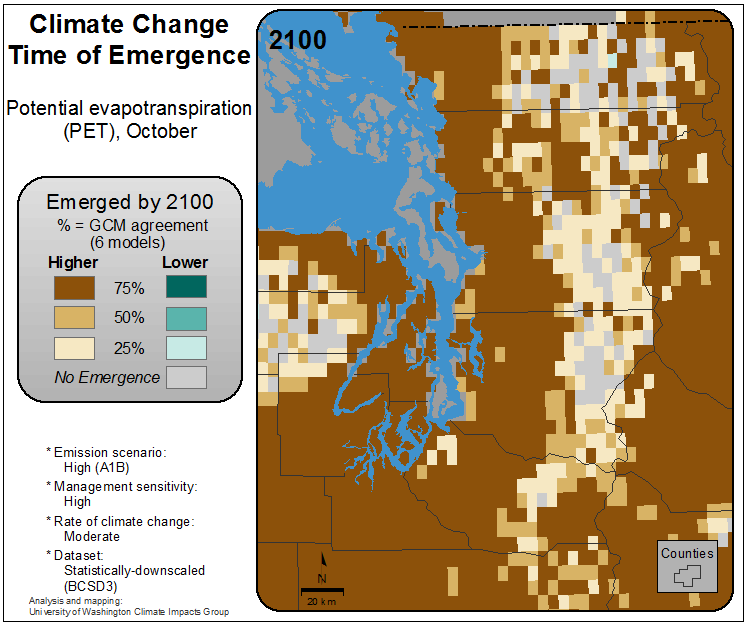 Climate Change
Time of Emergence
Potential evapotranspiration
(PET), October
Emerged by 2100
% = GCM agreement
(6 models)
Higher Lower
75%
50%
25%
No Emergence
* Emission scenario:
High (A1B)
* Management sensitivity:
High
* Rate of climate change:
Moderate
* Dataset:
Statistically-downscaled
(BCSD3)
Analysis and mapping:
University of Washington Climate Impacts Group
2100
N
20 km
Counties